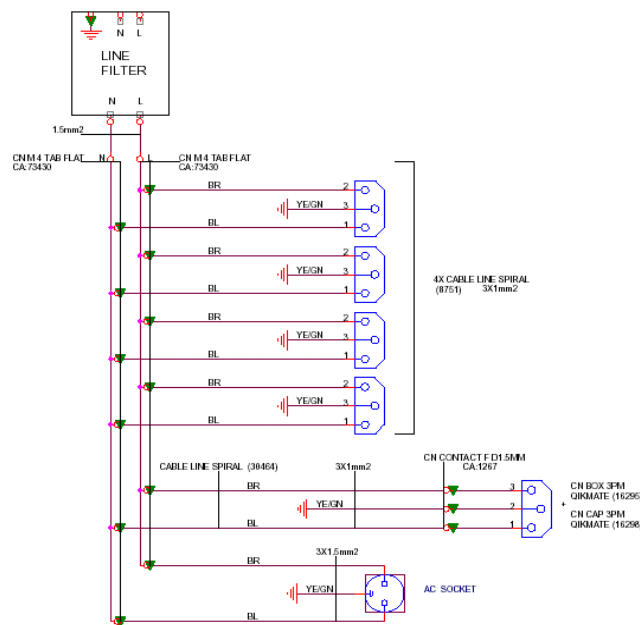 N L
LINE
FILTER
N L
1.5mm2
CN M 4 TAB FLAT N
CA:73430
L CN M 4 TAB FLAT
CA:73430
BR 2
YE/GN 3
BL 1
BR 2
YE/GN 3
BL 1
BR 2
YE/GN 3
BL 1
BR 2
YE/GN 3
BL 1
4X CABLE LINE SPIRAL
(8751) 3X1mm2
CN CONTACT F D1.5MM
CA:1267
CABLE LINE SPIRAL (30464) 3X1mm2
BR 3
YE/GN 2
BL 1
CN BOX 3PM
QIKMATE (16295
+
CN CAP 3PM
QIKMATE (16298
3X1.5mm2
BR
YE/GN
BL
AC SOCKET